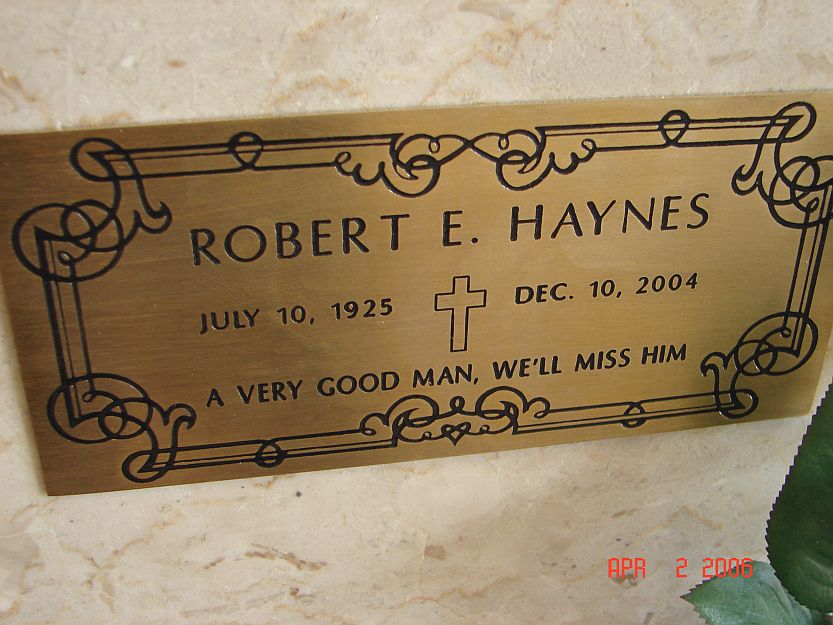 ROBERT E. HAYNES
JULY 10, 1925 DEC. 10, 2004
A VERY GOOD MAN, WE'LL MISS HIM
APR 2 2006